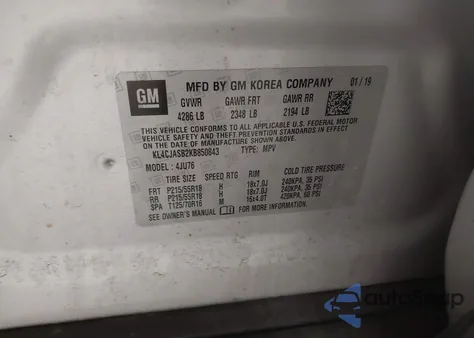 GM
MFD BY GM KOREA COMPANY 01/19
GVWR GAWR FRT GAWR RR
4286 LB 2348 LB 2194 LB
THIS VEHICLE CONFORMS TO ALL APPLICABLE U.S. FEDERAL MOTOR
VEHICLE SAFETY AND THEFT PREVENTION STANDARDS IN EFFECT ON THE
DATE OF MANUFACTURE SHOWN ABOVE.
KL4CJASB2KB850843 TYPE: MPV
MODEL: 4JU76
TIRE SIZE SPEED RTG RIM COLD TIRE PRESSURE
FRT P215/55R18 H 18x7.0J 240KPA, 35 PSI
RR P215/55R18 H 18x7.0J 240KPA, 35 PSI
SPA T125/70R16 M 16x4.0T 420KPA, 60 PSI
SEE OWNER'S MANUAL FOR MORE INFORMATION.
autoSnap